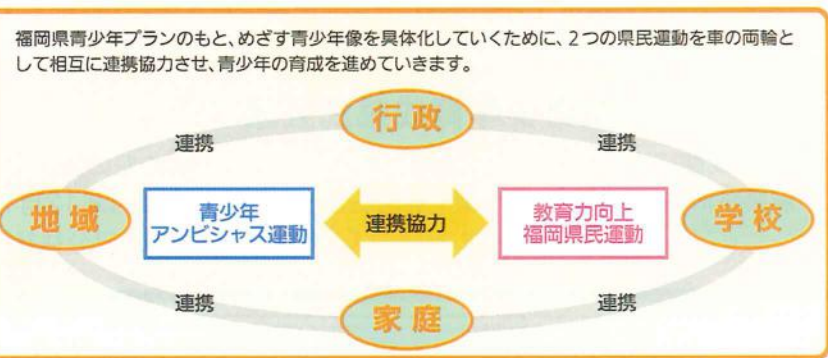 福岡県青少年プランのもと、めざす青少年像を具体化していくために、2つの県民運動を車の両輪と
して相互に連携協力させ、青少年の育成を進めていきます。
行政
連携
連携
地域
青少年
アンビシャス運動
連携協力
教育力向上
福岡県民運動
学校
連携
連携
家庭